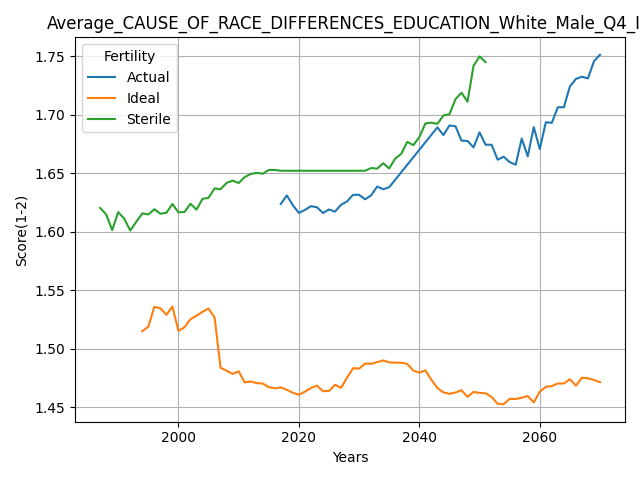 Average_CAUSE_OF_RACE_DIFFERENCES_EDUCATION_White_Male_Q4_I
Fertility
Actual
Ideal
Sterile
Score(1-2)
1.75
1.70
1.65
1.60
1.55
1.50
1.45
2000 2020 2040 2060
Years